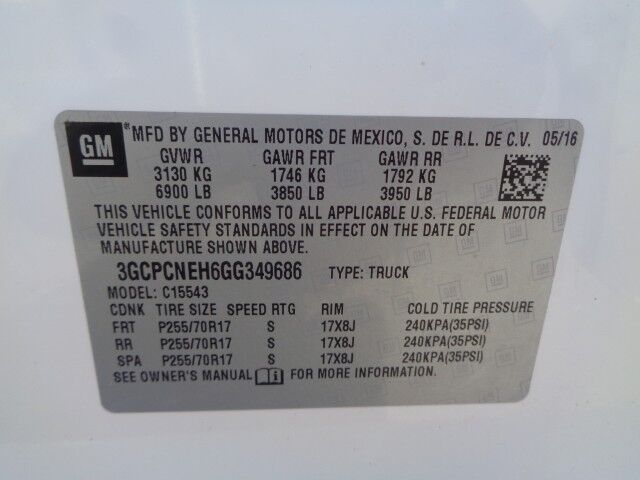 GM
*MFD BY GENERAL MOTORS DE MEXICO, S. DE R.L. DE C.V. 05/16
GVWR GAWR FRT GAWR RR
3130 KG 1746 KG 1792 KG
6900 LB 3850 LB 3950 LB
THIS VEHICLE CONFORMS TO ALL APPLICABLE U.S. FEDERAL MOTOR
VEHICLE SAFETY STANDARDS IN EFFECT ON THE DATE OF
MANUFACTURE SHOWN ABOVE.
3GCPCNEH6GG349686 TYPE: TRUCK
MODEL: C15543
CDNK TIRE SIZE SPEED RTG RIM COLD TIRE PRESSURE
FRT P255/70R17 S 17X8J 240KPA(35PSI)
RR P255/70R17 S 17X8J 240KPA(35PSI)
SPA P255/70R17 S 17X8J 240KPA(35PSI)
SEE OWNER'S MANUAL FOR MORE INFORMATION.